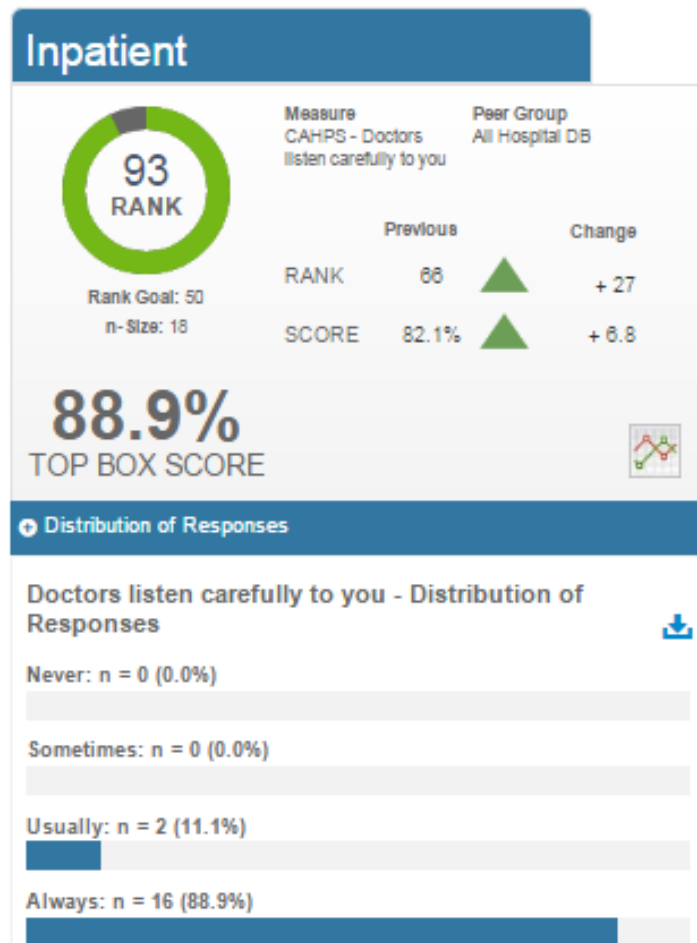 Inpatient
93
RANK
Rank Goal: 50
n-Size: 18
Measure
CAHPS - Doctors
listen carefully to you
Peer Group
All Hospital DB
Previous Change
RANK 66 + 27
SCORE 82.1% + 6.8
88.9%
TOP BOX SCORE
Distribution of Responses
Doctors listen carefully to you - Distribution of
Responses
Never: n = 0 (0.0%)
Sometimes: n = 0 (0.0%)
Usually: n = 2 (11.1%)
Always: n = 16 (88.9%)